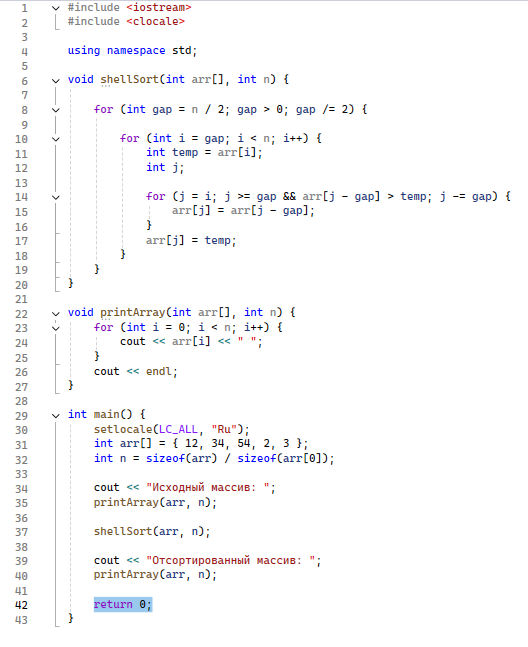 1 #include <iostream>
2 #include <clocale>
3
4 using namespace std;
5
6 void shellSort(int arr[], int n) {
7
8 for (int gap = n / 2; gap > 0; gap /= 2) {
9
10 for (int i = gap; i < n; i++) {
11 int temp = arr[i];
12 int j;
13
14 for (j = i; j >= gap && arr[j - gap] > temp; j -= gap) {
15 arr[j] = arr[j - gap];
16 }
17 arr[j] = temp;
18 }
19 }
20 }
21
22 void printArray(int arr[], int n) {
23 for (int i = 0; i < n; i++) {
24 cout << arr[i] << " ";
25 }
26 cout << endl;
27 }
28
29 int main() {
30 setlocale(LC_ALL, "Ru");
31 int arr[] = { 12, 34, 54, 2, 3 };
32 int n = sizeof(arr) / sizeof(arr[0]);
33
34 cout << "Исходный массив: ";
35 printArray(arr, n);
36
37 shellSort(arr, n);
38
39 cout << "Отсортированный массив: ";
40 printArray(arr, n);
41
42 return 0;
43 }